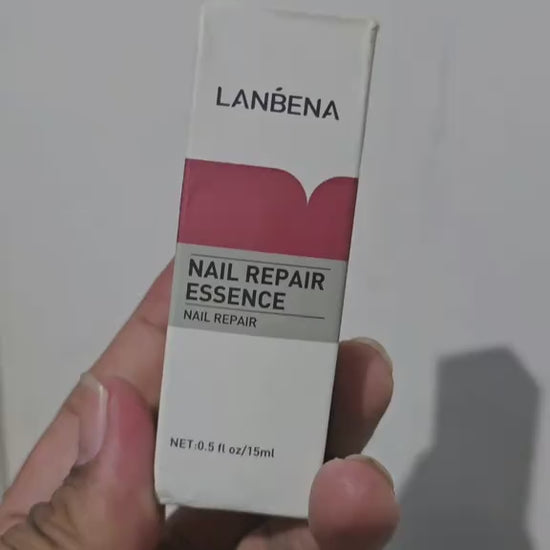 LANBENA
NAIL REPAIR
ESSENCE
NAIL REPAIR
NET:0.5 fl oz/15ml